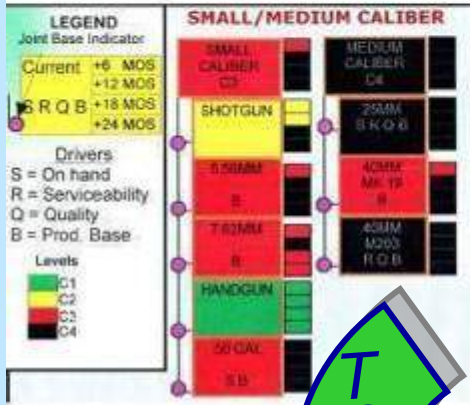 LEGEND
Joint Base Indicator
Current
+6 MOS
+12 MOS
S R Q B
+18 MOS
+24 MOS
Drivers
S = On hand
R = Serviceability
Q = Quality
B = Prod. Base
Levels
C1
C2
C3
C4
SMALL/MEDIUM CALIBER
SMALL
CALIBER
C3
SHOTGUN
5.56MM
B
7.62MM
B
HANDGUN
.50 CAL
S B
MEDIUM
CALIBER
C4
25MM
S R Q B
40MM
MK 19
40MM
M203
R Q B
T